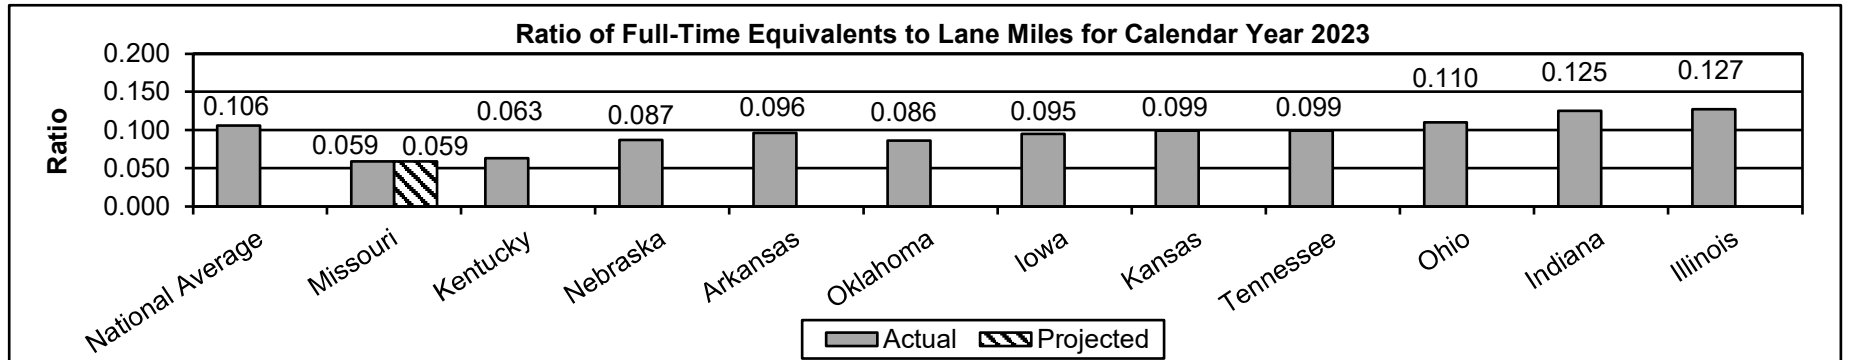 Ratio of Full-Time Equivalents to Lane Miles for Calendar Year 2023
Ratio
0.200
0.150
0.100
0.050
0.000
0.106
0.059
0.059
0.063
0.087
0.096
0.086
0.095
0.099
0.099
0.110
0.125
0.127
National Average
Missouri
Kentucky
Nebraska
Arkansas
Oklahoma
Iowa
Kansas
Tennessee
Ohio
Indiana
Illinois
Actual
Projected